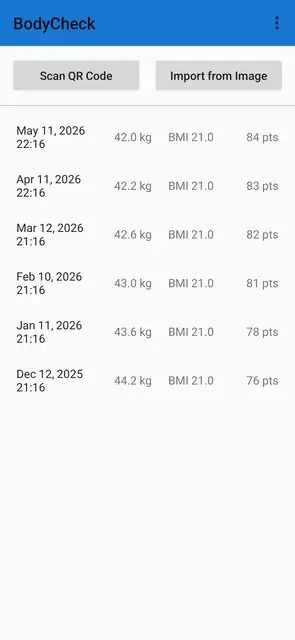 BodyCheck
Scan QR Code
Import from Image
May 11, 2026
22:16
42.0 kg
BMI 21.0
84 pts
Apr 11, 2026
22:16
42.2 kg
BMI 21.0
83 pts
Mar 12, 2026
21:16
42.6 kg
BMI 21.0
82 pts
Feb 10, 2026
21:16
43.0 kg
BMI 21.0
81 pts
Jan 11, 2026
21:16
43.6 kg
BMI 21.0
78 pts
Dec 12, 2025
21:16
44.2 kg
BMI 21.0
76 pts